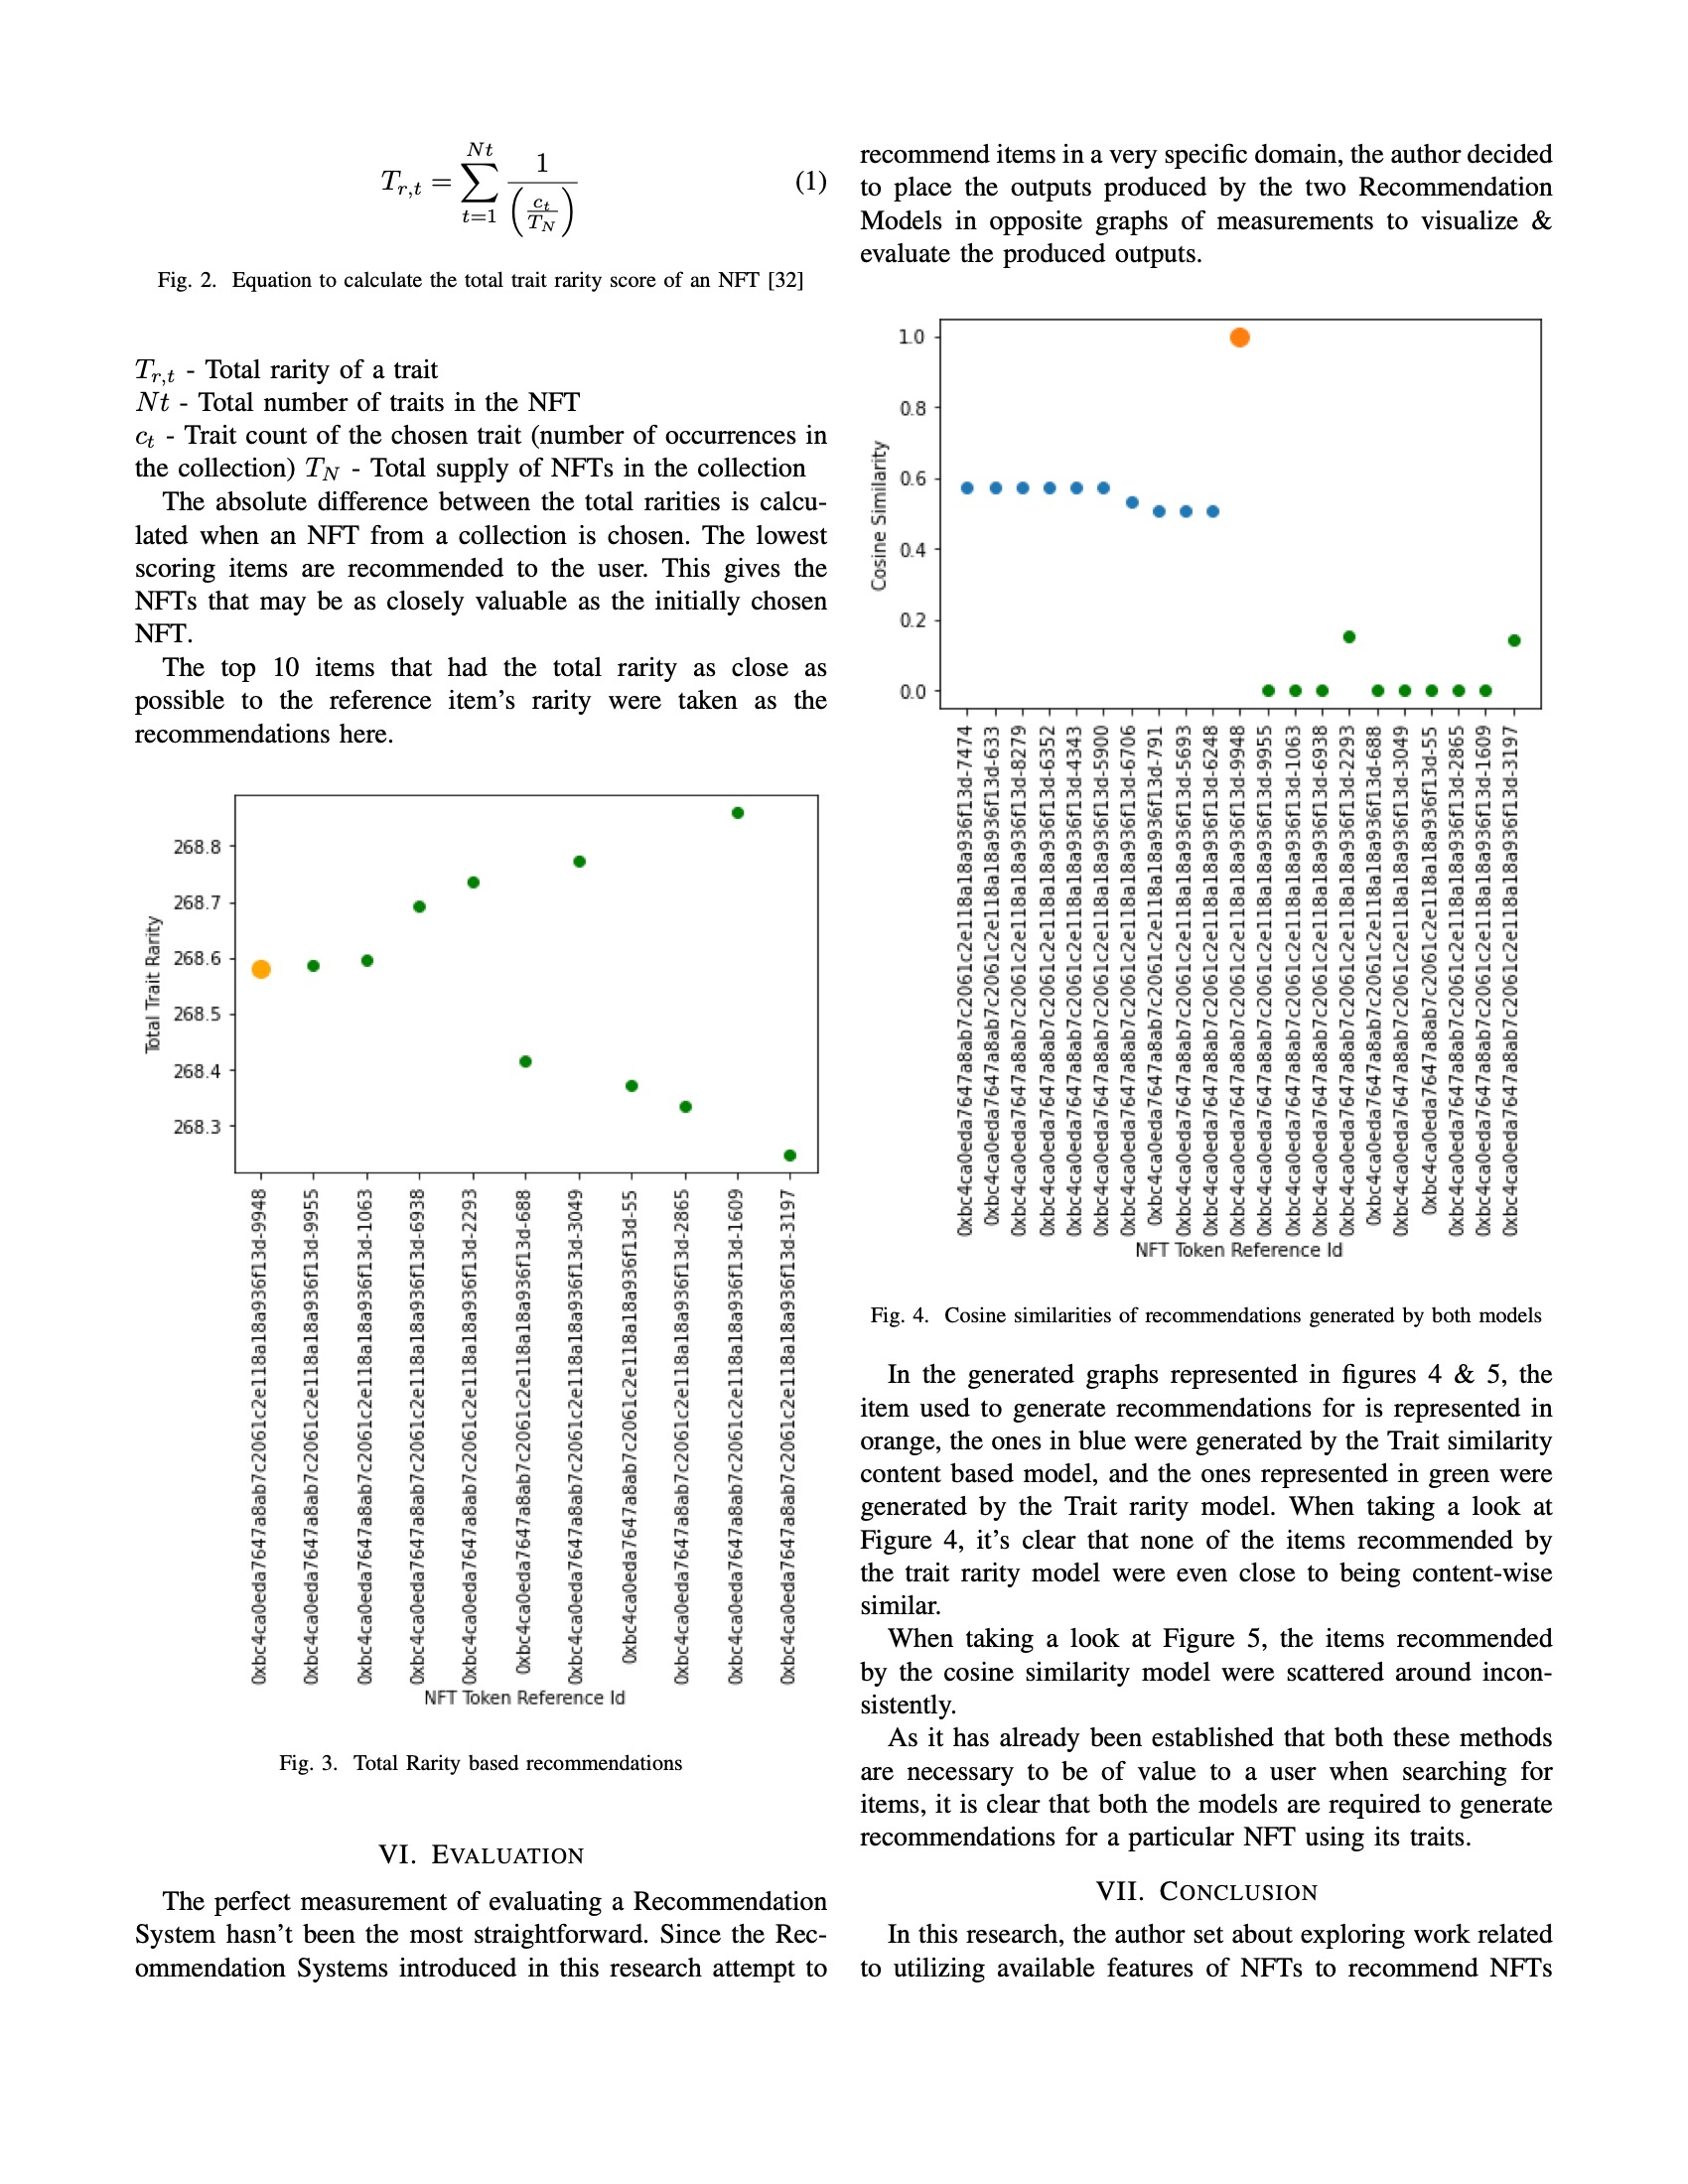 T_{r,t} = \sum_{t=1}^{Nt} \frac{1}{\left(\frac{c_t}{T_N}\right)} (1)
Fig. 2. Equation to calculate the total trait rarity score of an NFT [32]
T_{r,t} - Total rarity of a trait
Nt - Total number of traits in the NFT
c_t - Trait count of the chosen trait (number of occurrences in
the collection) T_N - Total supply of NFTs in the collection
The absolute difference between the total rarities is calcu-
lated when an NFT from a collection is chosen. The lowest
scoring items are recommended to the user. This gives the
NFTs that may be as closely valuable as the initially chosen
NFT.
The top 10 items that had the total rarity as close as
possible to the reference item's rarity were taken as the
recommendations here.
Total Trait Rarity
268.8
268.7
268.6
268.5
268.4
268.3
0xbc4ca0eda7647a8ab7c2061c2e118a18a936f13d-9948
0xbc4ca0eda7647a8ab7c2061c2e118a18a936f13d-9955
0xbc4ca0eda7647a8ab7c2061c2e118a18a936f13d-1063
0xbc4ca0eda7647a8ab7c2061c2e118a18a936f13d-6938
0xbc4ca0eda7647a8ab7c2061c2e118a18a936f13d-2293
0xbc4ca0eda7647a8ab7c2061c2e118a18a936f13d-688
0xbc4ca0eda7647a8ab7c2061c2e118a18a936f13d-3049
0xbc4ca0eda7647a8ab7c2061c2e118a18a936f13d-55
0xbc4ca0eda7647a8ab7c2061c2e118a18a936f13d-2865
0xbc4ca0eda7647a8ab7c2061c2e118a18a936f13d-1609
0xbc4ca0eda7647a8ab7c2061c2e118a18a936f13d-3197
NFT Token Reference Id
Fig. 3. Total Rarity based recommendations
VI. EVALUATION
The perfect measurement of evaluating a Recommendation
System hasn't been the most straightforward. Since the Rec-
ommendation Systems introduced in this research attempt to
recommend items in a very specific domain, the author decided
to place the outputs produced by the two Recommendation
Models in opposite graphs of measurements to visualize &
evaluate the produced outputs.
Cosine Similarity
1.0
0.8
0.6
0.4
0.2
0.0
0xbc4ca0eda7647a8ab7c2061c2e118a18a936f13d-7474
0xbc4ca0eda7647a8ab7c2061c2e118a18a936f13d-633
0xbc4ca0eda7647a8ab7c2061c2e118a18a936f13d-8279
0xbc4ca0eda7647a8ab7c2061c2e118a18a936f13d-6352
0xbc4ca0eda7647a8ab7c2061c2e118a18a936f13d-4343
0xbc4ca0eda7647a8ab7c2061c2e118a18a936f13d-5900
0xbc4ca0eda7647a8ab7c2061c2e118a18a936f13d-6706
0xbc4ca0eda7647a8ab7c2061c2e118a18a936f13d-791
0xbc4ca0eda7647a8ab7c2061c2e118a18a936f13d-5693
0xbc4ca0eda7647a8ab7c2061c2e118a18a936f13d-6248
0xbc4ca0eda7647a8ab7c2061c2e118a18a936f13d-9948
0xbc4ca0eda7647a8ab7c2061c2e118a18a936f13d-9955
0xbc4ca0eda7647a8ab7c2061c2e118a18a936f13d-1063
0xbc4ca0eda7647a8ab7c2061c2e118a18a936f13d-6938
0xbc4ca0eda7647a8ab7c2061c2e118a18a936f13d-2293
0xbc4ca0eda7647a8ab7c2061c2e118a18a936f13d-688
0xbc4ca0eda7647a8ab7c2061c2e118a18a936f13d-3049
0xbc4ca0eda7647a8ab7c2061c2e118a18a936f13d-55
0xbc4ca0eda7647a8ab7c2061c2e118a18a936f13d-2865
0xbc4ca0eda7647a8ab7c2061c2e118a18a936f13d-1609
0xbc4ca0eda7647a8ab7c2061c2e118a18a936f13d-3197
NFT Token Reference Id
Fig. 4. Cosine similarities of recommendations generated by both models
In the generated graphs represented in figures 4 & 5, the
item used to generate recommendations for is represented in
orange, the ones in blue were generated by the Trait similarity
content based model, and the ones represented in green were
generated by the Trait rarity model. When taking a look at
Figure 4, it's clear that none of the items recommended by
the trait rarity model were even close to being content-wise
similar.
When taking a look at Figure 5, the items recommended
by the cosine similarity model were scattered around incon-
sistently.
As it has already been established that both these methods
are necessary to be of value to a user when searching for
items, it is clear that both the models are required to generate
recommendations for a particular NFT using its traits.
VII. CONCLUSION
In this research, the author set about exploring work related
to utilizing available features of NFTs to recommend NFTs